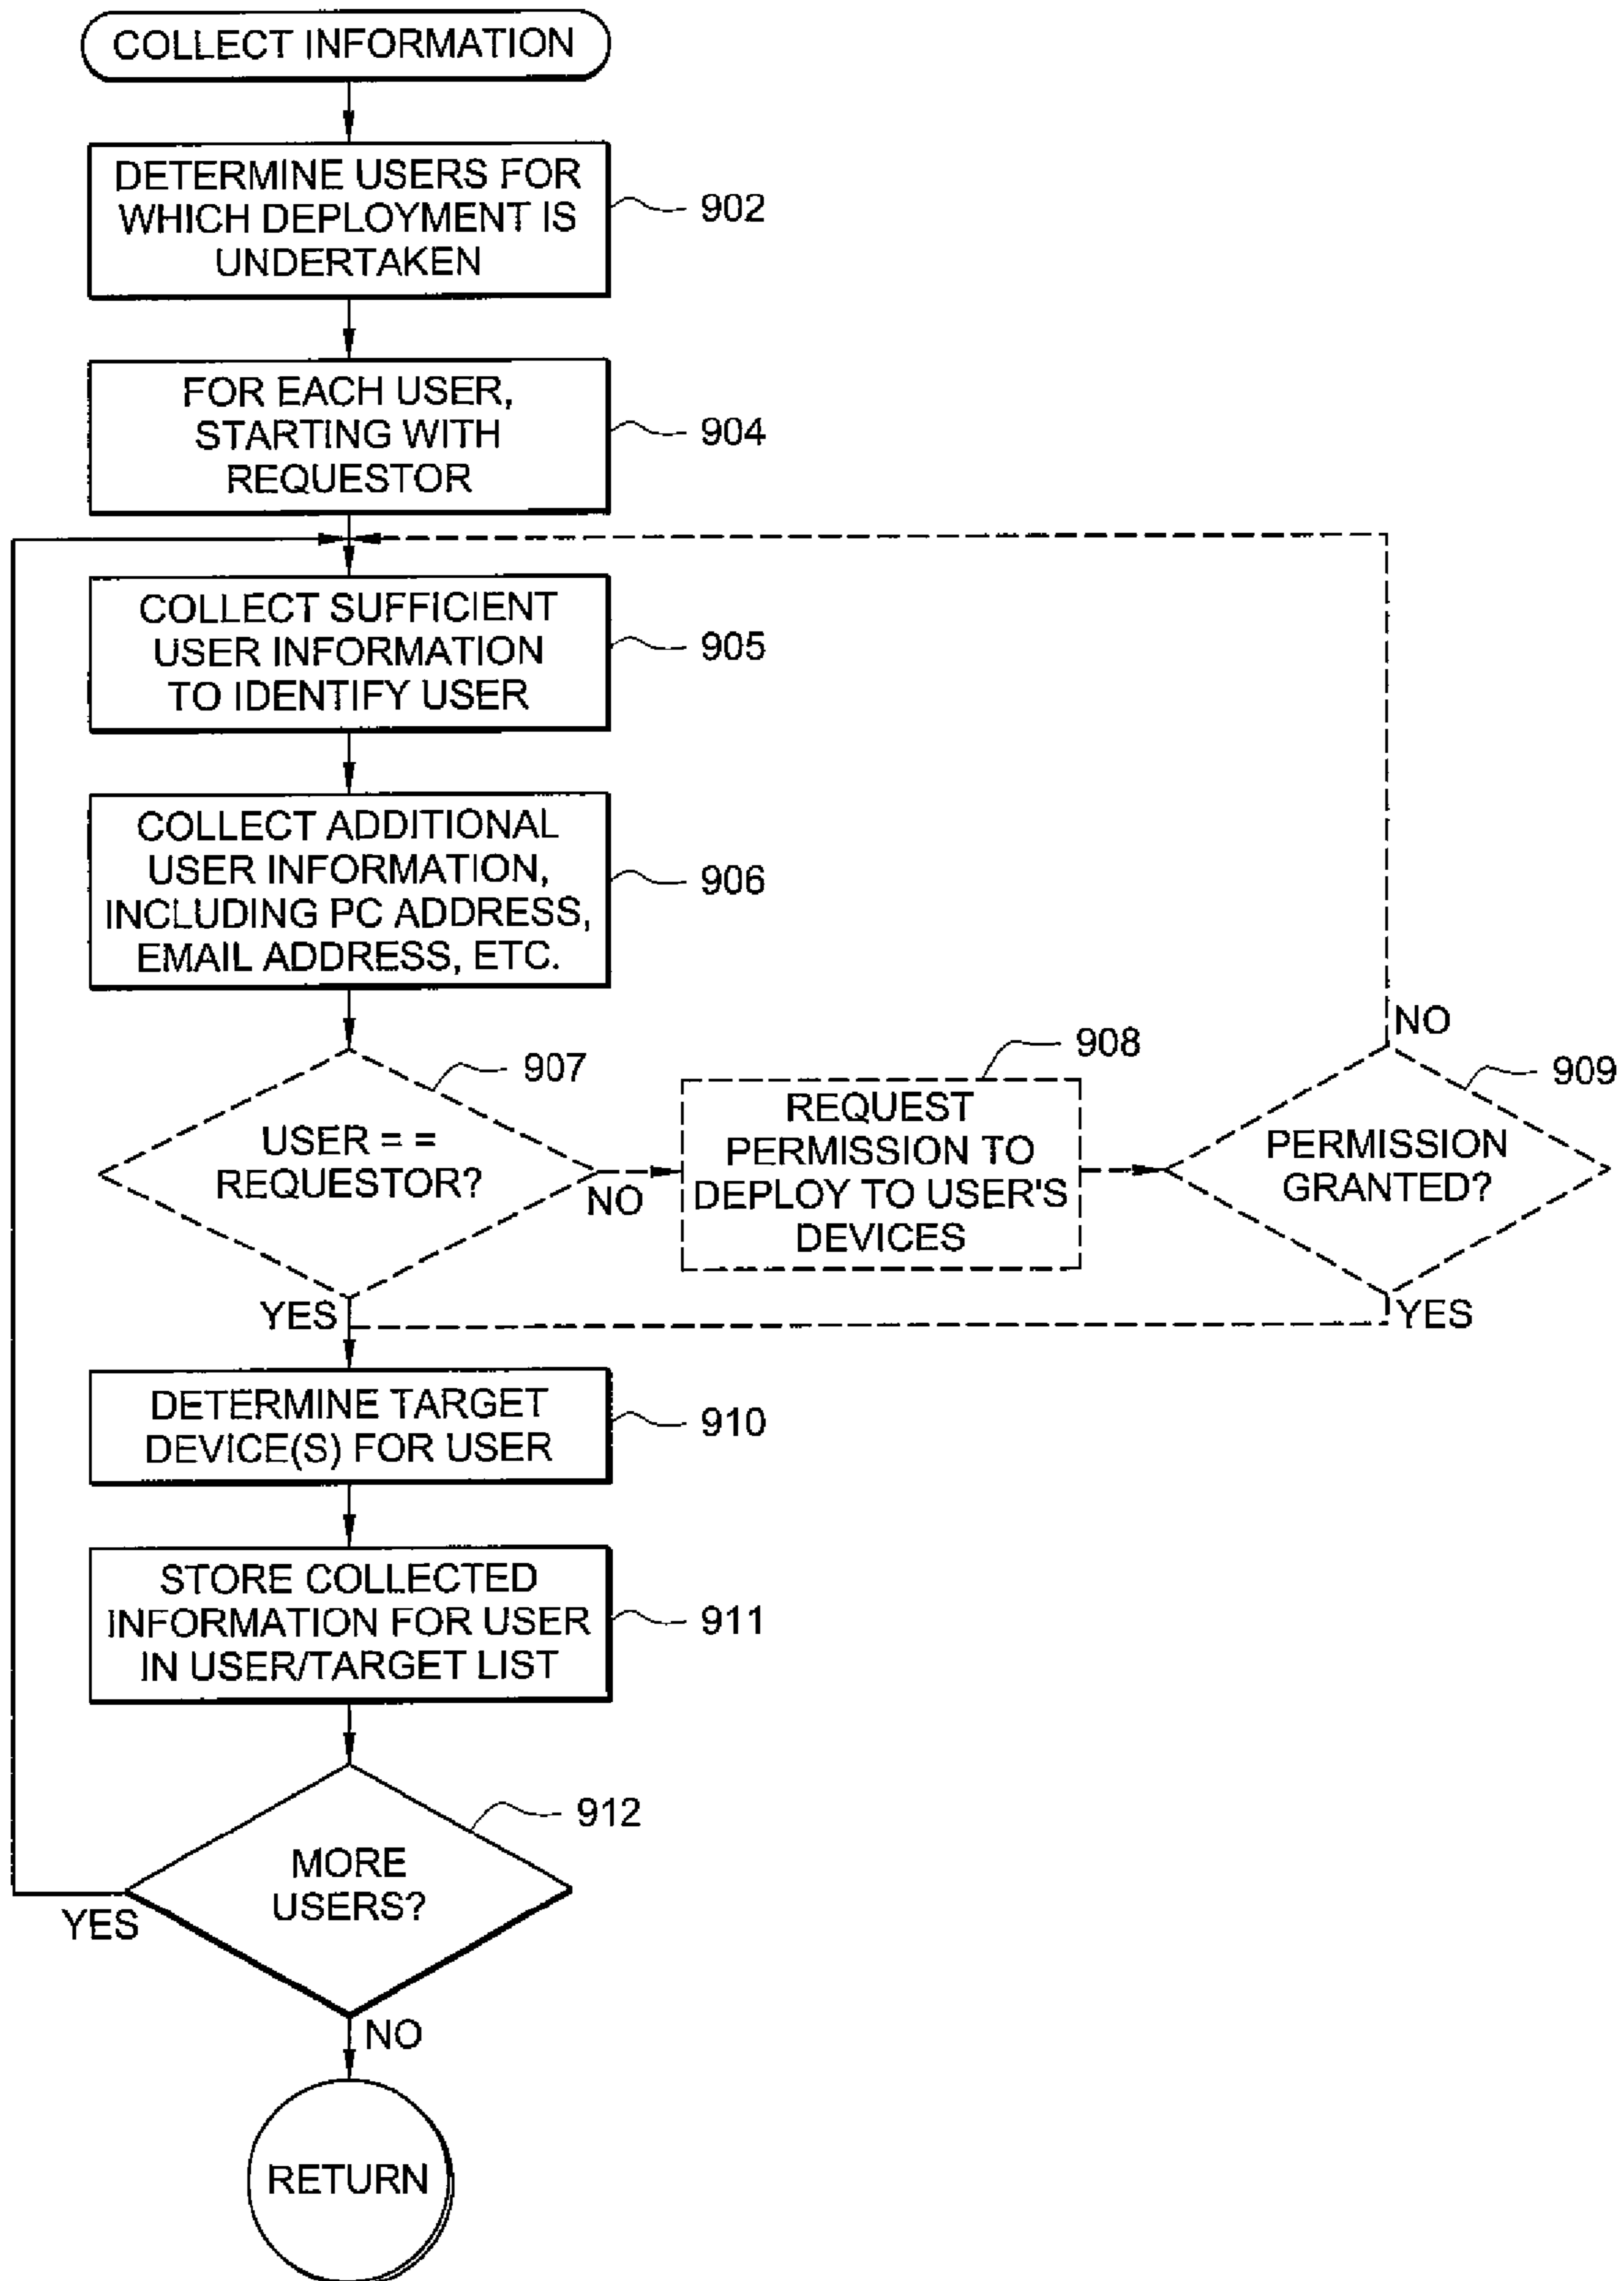 COLLECT INFORMATION
DETERMINE USERS FOR
WHICH DEPLOYMENT IS
UNDERTAKEN
902
FOR EACH USER,
STARTING WITH
REQUESTOR
904
COLLECT SUFFICIENT
USER INFORMATION
TO IDENTIFY USER
905
COLLECT ADDITIONAL
USER INFORMATION,
INCLUDING PC ADDRESS,
EMAIL ADDRESS, ETC.
906
USER = =
REQUESTOR?
907
NO
YES
REQUEST
PERMISSION TO
DEPLOY TO USER'S
DEVICES
908
PERMISSION
GRANTED?
909
NO
YES
DETERMINE TARGET
DEVICE(S) FOR USER
910
STORE COLLECTED
INFORMATION FOR USER
IN USER/TARGET LIST
911
MORE
USERS?
912
YES
NO
RETURN